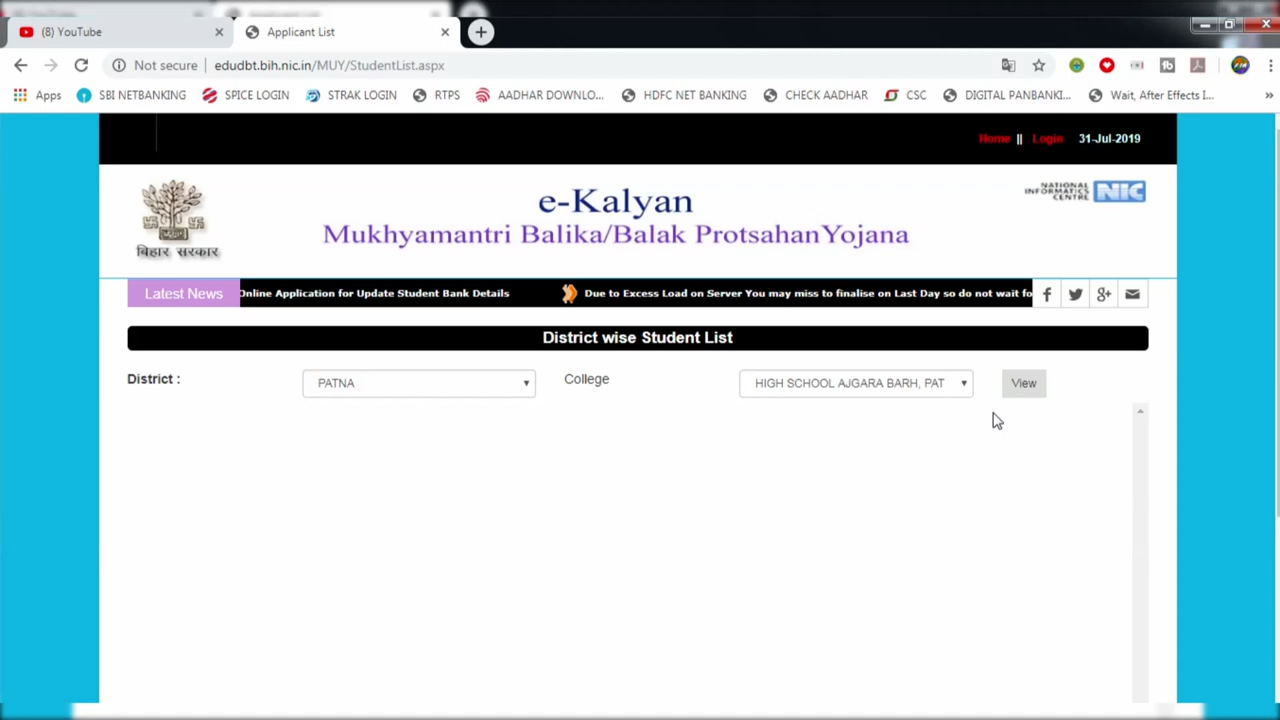 (8) YouTube
Applicant List
Not secure
edudbt.bih.nic.in/MUY/StudentList.aspx
Apps
SBI NETBANKING
SPICE LOGIN
STRAK LOGIN
RTPS
AADHAR DOWNLO...
HDFC NET BANKING
CHECK AADHAR
CSC
DIGITAL PANBANKI...
Wait, After Effects I...
Home || Login 31-Jul-2019
बिहार सरकार
e-Kalyan
Mukhyamantri Balika/Balak ProtsahanYojana
NATIONAL
INFORMATICS
CENTRE
NIC
Latest News
Online Application for Update Student Bank Details
Due to Excess Load on Server You may miss to finalise on Last Day so do not wait fo
District wise Student List
District :
PATNA
College
HIGH SCHOOL AJGARA BARH, PAT
View